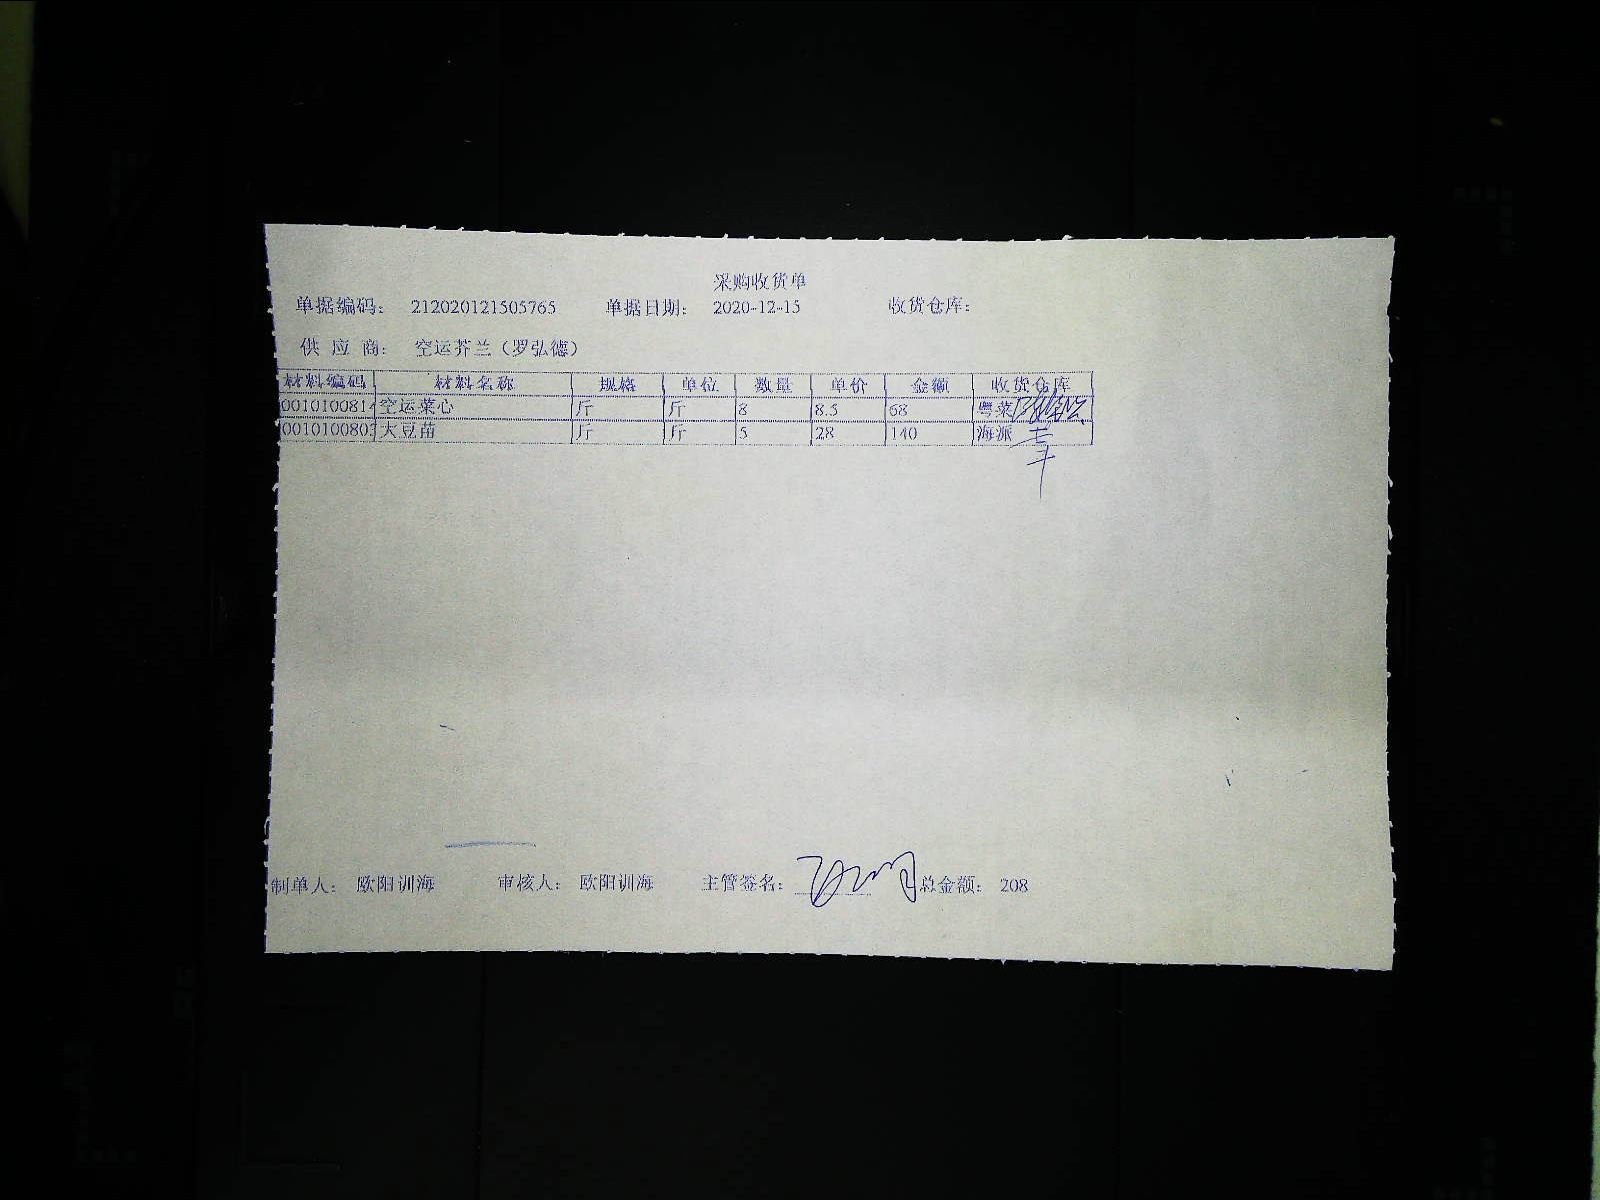 采购收货单
单据编码： 212020121505765 单据日期： 2020-12-15 收货仓库：
供 应 商： 空运芥兰（罗弘德）
材料编码 材料名称 规格 单位 数量 单价 金额 收货仓库
0010100814 空运菜心 斤 斤 8 8.5 68 粤菜
0010100803 大豆苗 斤 斤 5 28 140 海派
制单人： 欧阳训海 审核人： 欧阳训海 主管签名： 总金额： 208